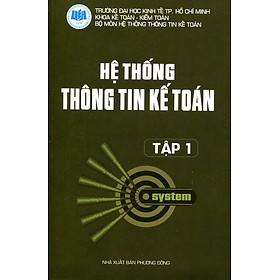 TRƯỜNG ĐẠI HỌC KINH TẾ TP. HỒ CHÍ MINH
KHOA KẾ TOÁN - KIỂM TOÁN
BỘ MÔN HỆ THỐNG THÔNG TIN KẾ TOÁN
HỆ THỐNG
THÔNG TIN KẾ TOÁN
TẬP 1
system
NHÀ XUẤT BẢN PHƯƠNG ĐÔNG